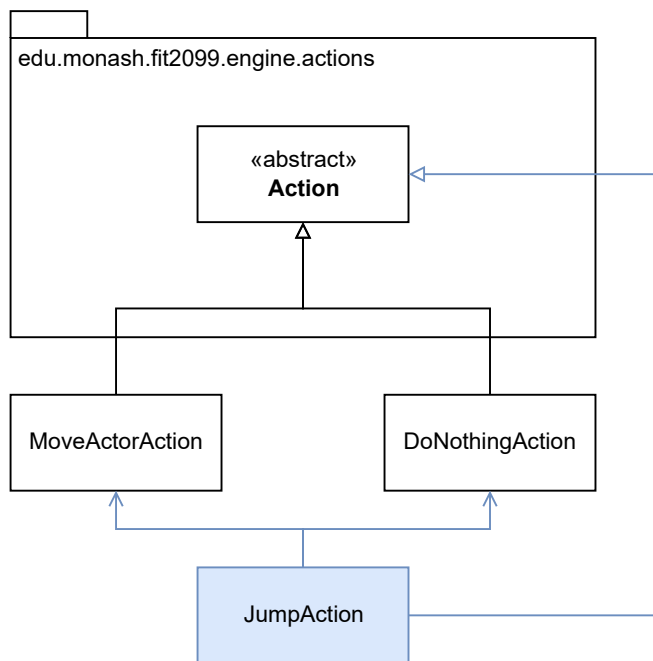 edu.monash.fit2099.engine.actions
«abstract»
Action
MoveActorAction
DoNothingAction
JumpAction